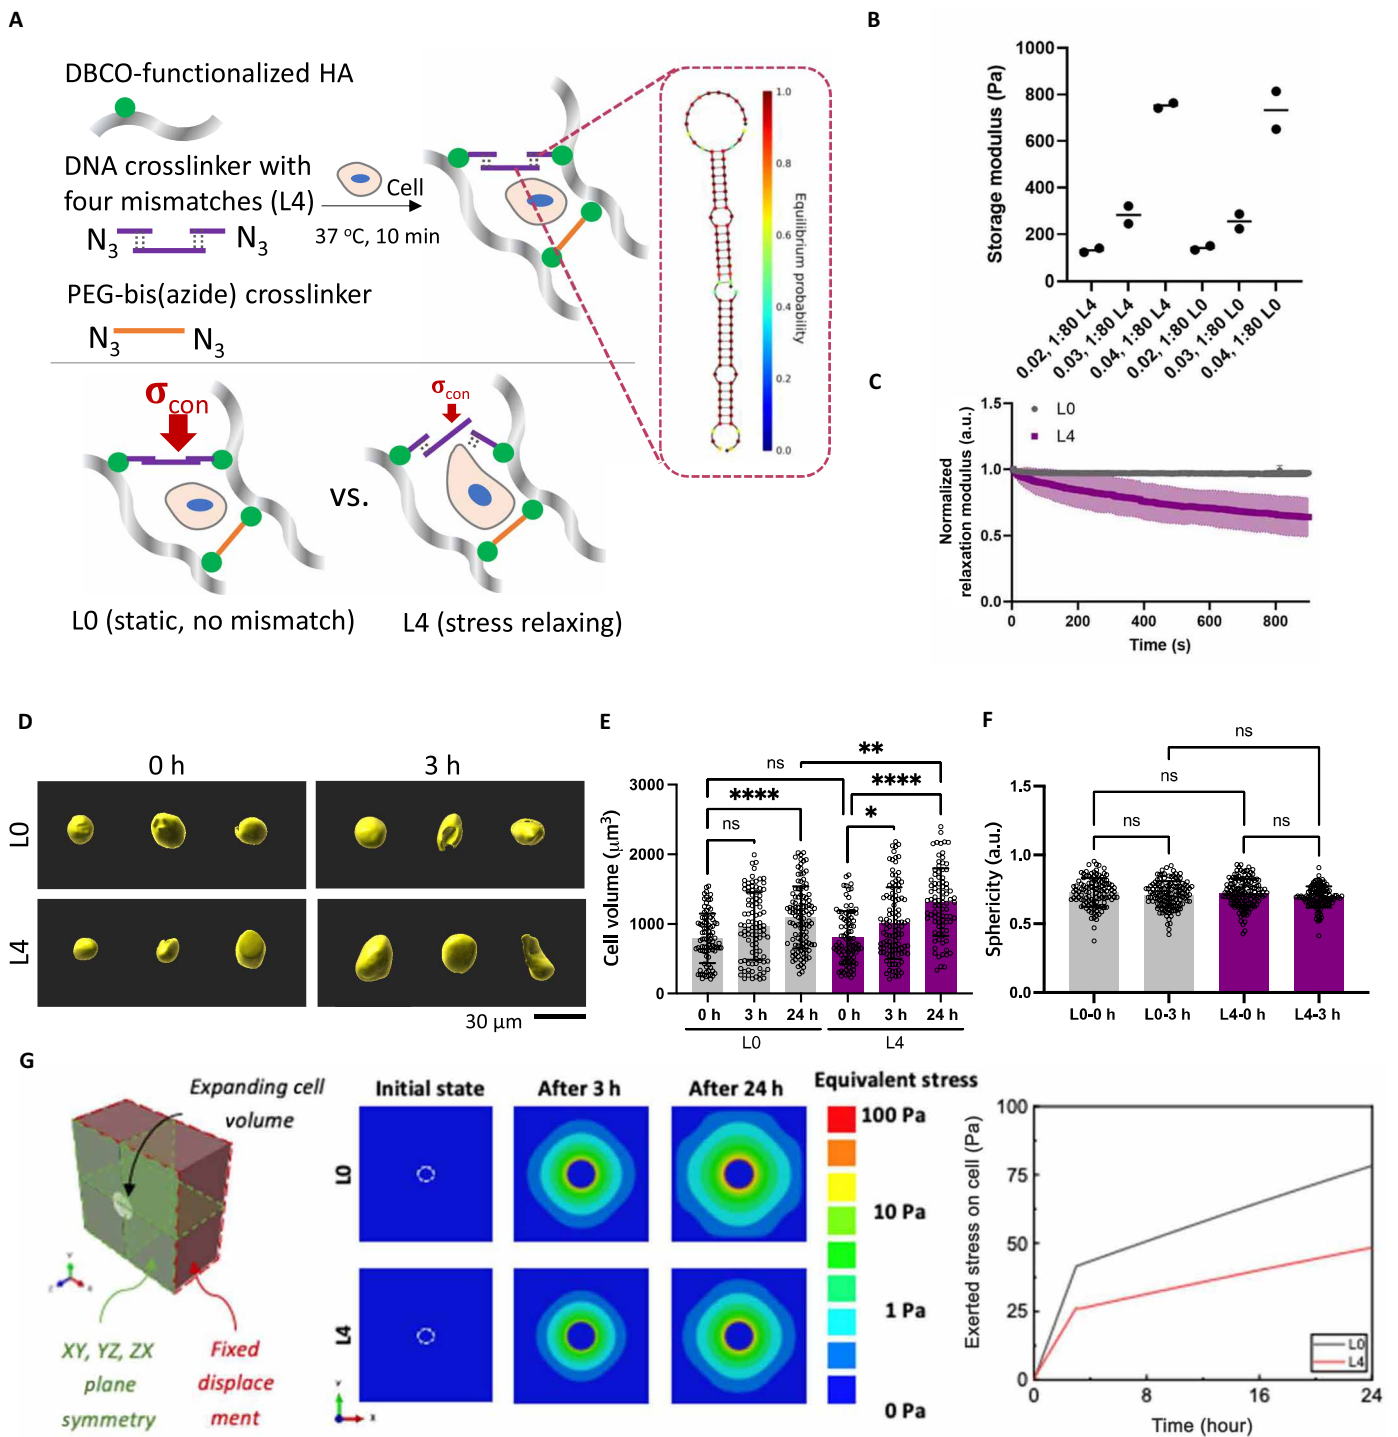 A
DBCO-functionalized HA
DNA crosslinker with
four mismatches (L4)
N3
N3
Cell
37 °C, 10 min
PEG-bis(azide) crosslinker
N3
N3
1.0
0.8
0.6
0.4
0.2
0.0
Equilibrium probability
σcon
vs.
σcon
L0 (static, no mismatch)
L4 (stress relaxing)
B
Storage modulus (Pa)
1000
800
600
400
200
0
0.02, 1:80 L4
0.03, 1:80 L4
0.04, 1:80 L4
0.02, 1:80 L0
0.03, 1:80 L0
0.04, 1:80 L0
C
Normalized
relaxation modulus (a.u.)
1.5
1.0
0.5
0.0
L0
L4
0
200
400
600
800
Time (s)
D
0 h
3 h
L0
L4
30 µm
E
Cell volume (µm³)
3000
2000
1000
0
ns
**
****
****
ns
*
0 h
3 h
24 h
0 h
3 h
24 h
L0
L4
F
Sphericity (a.u.)
1.5
1.0
0.5
0.0
ns
ns
ns
ns
L0-0 h
L0-3 h
L4-0 h
L4-3 h
G
Expanding cell
volume
Y
Z
X
XY, YZ, ZX
plane
symmetry
Fixed
displace
ment
Initial state
After 3 h
After 24 h
L0
L4
Y
X
Equivalent stress
100 Pa
10 Pa
1 Pa
0 Pa
Exerted stress on cell (Pa)
100
75
50
25
0
0
8
16
24
Time (hour)
L0
L4